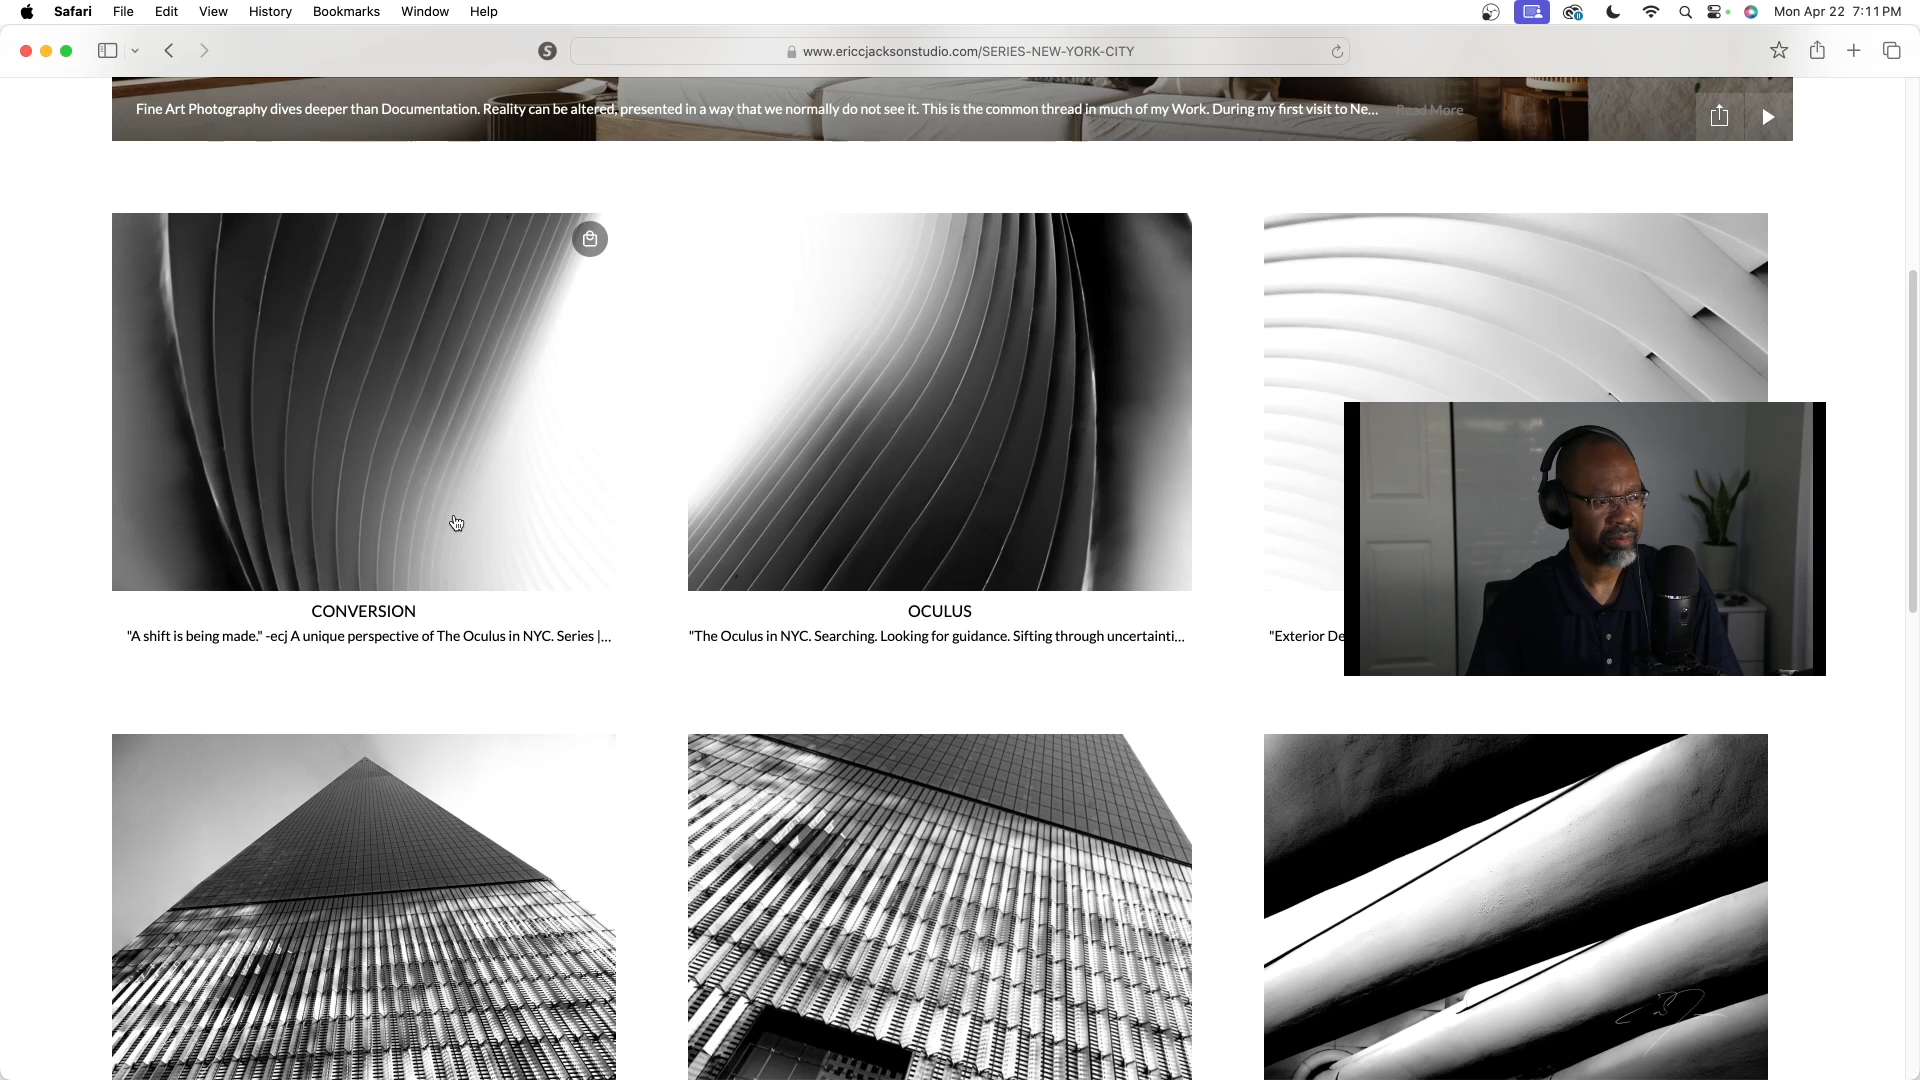 Safari File Edit View History Bookmarks Window Help Mon Apr 22 7:11 PM
www.ericcjacksonstudio.com/SERIES-NEW-YORK-CITY
Fine Art Photography dives deeper than Documentation. Reality can be altered, presented in a way that we normally do not see it. This is the common thread in much of my Work. During my first visit to Ne... Read More
CONVERSION
"A shift is being made." -ecj A unique perspective of The Oculus in NYC. Series |...
OCULUS
"The Oculus in NYC. Searching. Looking for guidance. Sifting through uncertainti...
"Exterior De